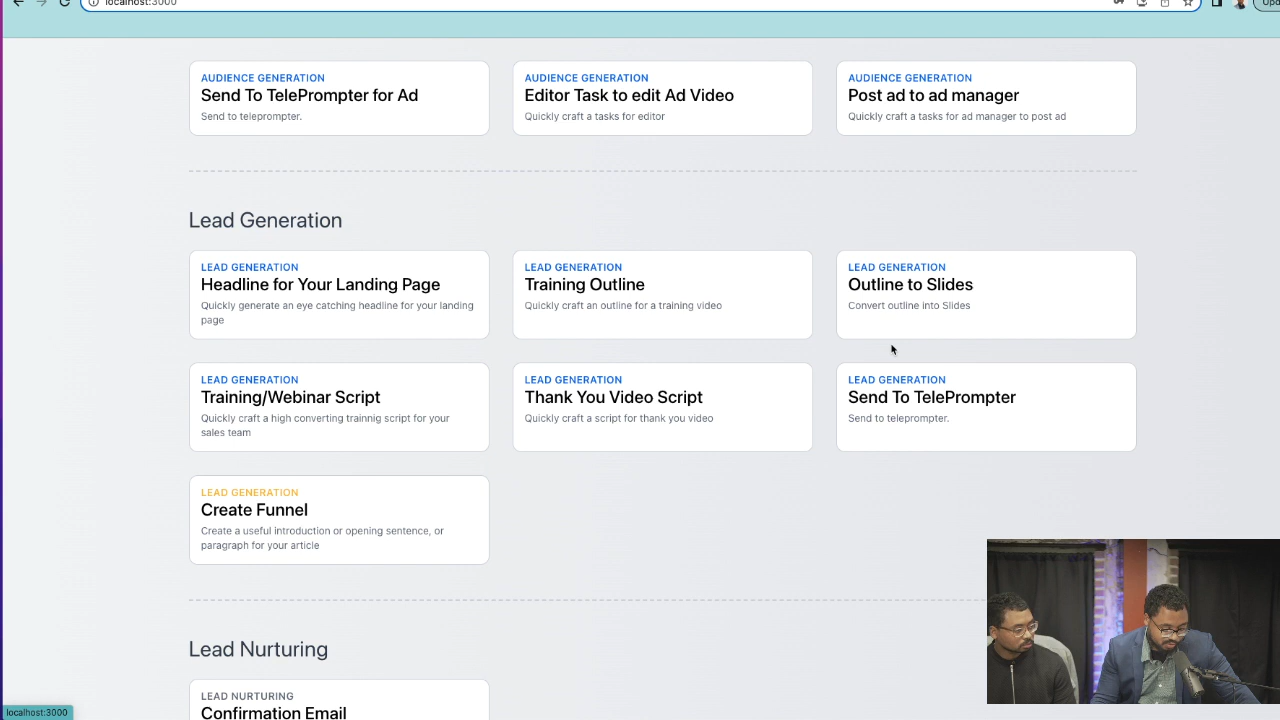 localhost:3000
AUDIENCE GENERATION
Send To TelePrompter for Ad
Send to teleprompter.
AUDIENCE GENERATION
Editor Task to edit Ad Video
Quickly craft a tasks for editor
AUDIENCE GENERATION
Post ad to ad manager
Quickly craft a tasks for ad manager to post ad
Lead Generation
LEAD GENERATION
Headline for Your Landing Page
Quickly generate an eye catching headline for your landing
page
LEAD GENERATION
Training Outline
Quickly craft an outline for a training video
LEAD GENERATION
Outline to Slides
Convert outline into Slides
LEAD GENERATION
Training/Webinar Script
Quickly craft a high converting trainnig script for your
sales team
LEAD GENERATION
Thank You Video Script
Quickly craft a script for thank you video
LEAD GENERATION
Send To TelePrompter
Send to teleprompter.
LEAD GENERATION
Create Funnel
Create a useful introduction or opening sentence, or
paragraph for your article
Lead Nurturing
LEAD NURTURING
Confirmation Email
localhost:3000